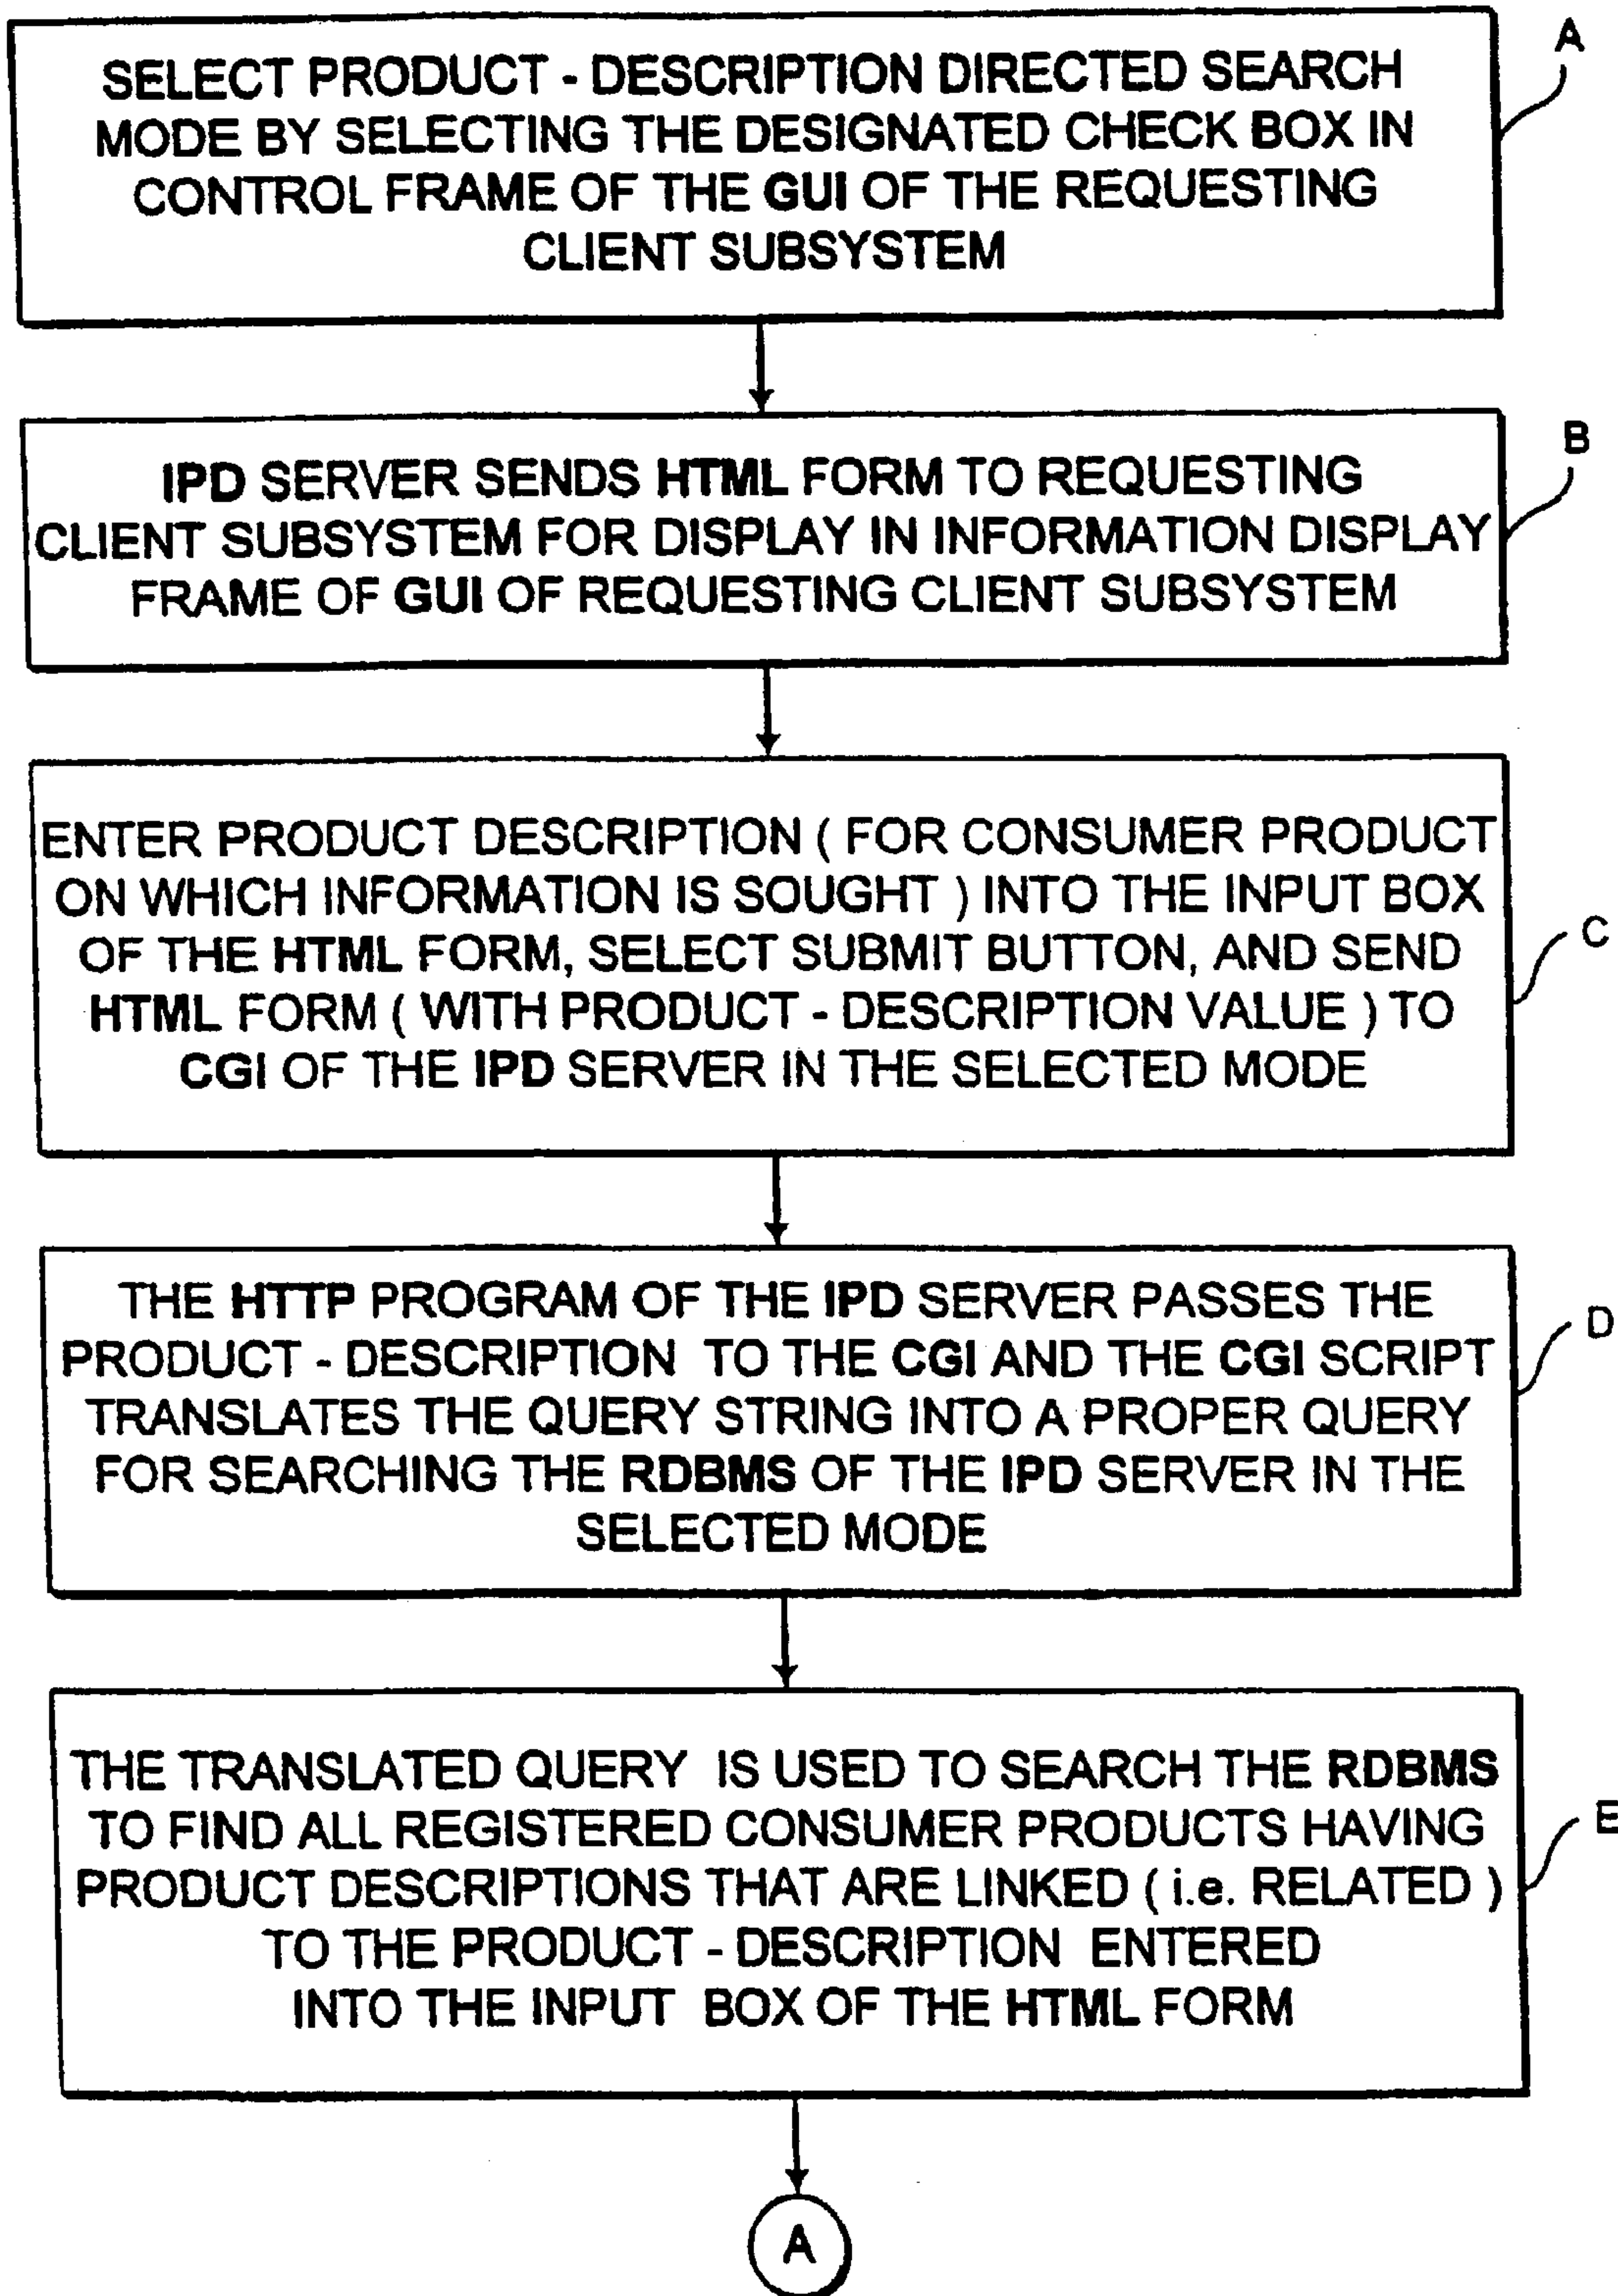 A
SELECT PRODUCT - DESCRIPTION DIRECTED SEARCH
MODE BY SELECTING THE DESIGNATED CHECK BOX IN
CONTROL FRAME OF THE GUI OF THE REQUESTING
CLIENT SUBSYSTEM
B
IPD SERVER SENDS HTML FORM TO REQUESTING
CLIENT SUBSYSTEM FOR DISPLAY IN INFORMATION DISPLAY
FRAME OF GUI OF REQUESTING CLIENT SUBSYSTEM
ENTER PRODUCT DESCRIPTION ( FOR CONSUMER PRODUCT
ON WHICH INFORMATION IS SOUGHT ) INTO THE INPUT BOX
OF THE HTML FORM, SELECT SUBMIT BUTTON, AND SEND
HTML FORM ( WITH PRODUCT - DESCRIPTION VALUE ) TO
CGI OF THE IPD SERVER IN THE SELECTED MODE
C
THE HTTP PROGRAM OF THE IPD SERVER PASSES THE
PRODUCT - DESCRIPTION TO THE CGI AND THE CGI SCRIPT
TRANSLATES THE QUERY STRING INTO A PROPER QUERY
FOR SEARCHING THE RDBMS OF THE IPD SERVER IN THE
SELECTED MODE
D
THE TRANSLATED QUERY IS USED TO SEARCH THE RDBMS
TO FIND ALL REGISTERED CONSUMER PRODUCTS HAVING
PRODUCT DESCRIPTIONS THAT ARE LINKED ( i.e. RELATED )
TO THE PRODUCT - DESCRIPTION ENTERED
INTO THE INPUT BOX OF THE HTML FORM
E
A